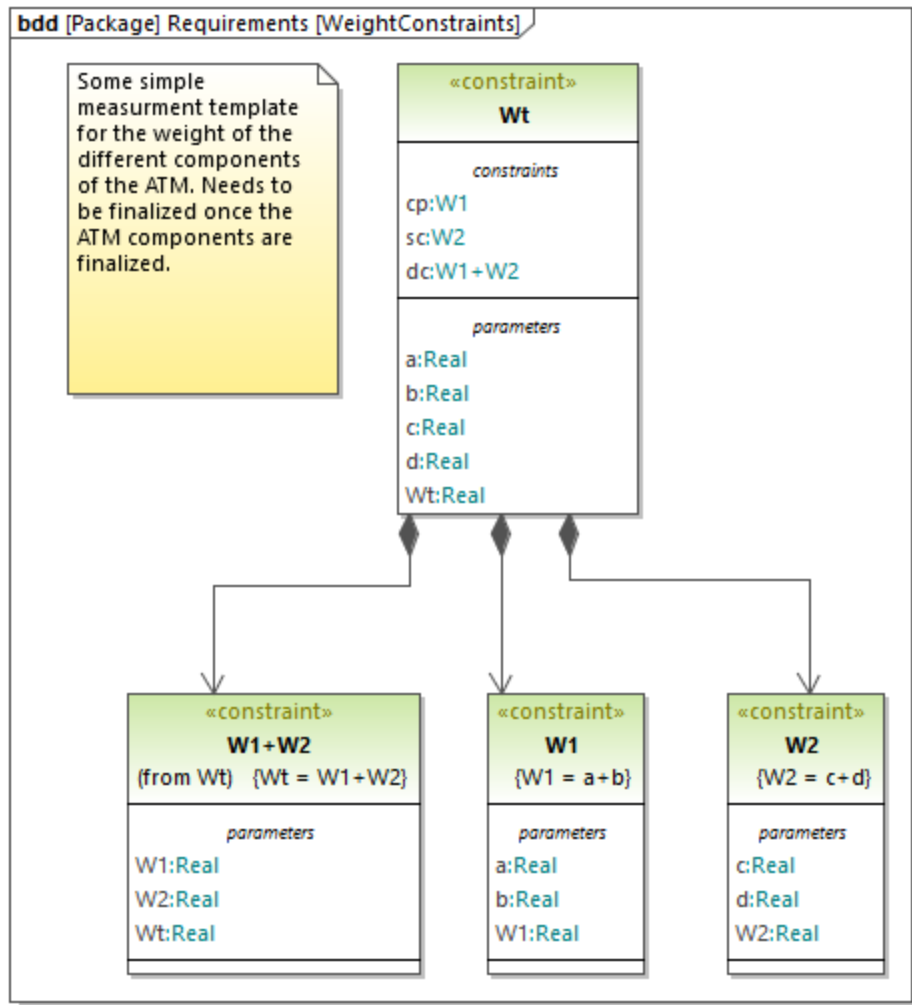 bdd [Package] Requirements [WeightConstraints]
Some simple
measurment template
for the weight of the
different components
of the ATM. Needs to
be finalized once the
ATM components are
finalized.
«constraint»
Wt
constraints
cp:W1
sc:W2
dc:W1+W2
parameters
a:Real
b:Real
c:Real
d:Real
Wt:Real
«constraint»
W1+W2
(from Wt) {Wt = W1+W2}
parameters
W1:Real
W2:Real
Wt:Real
«constraint»
W1
{W1 = a+b}
parameters
a:Real
b:Real
W1:Real
«constraint»
W2
{W2 = c+d}
parameters
c:Real
d:Real
W2:Real